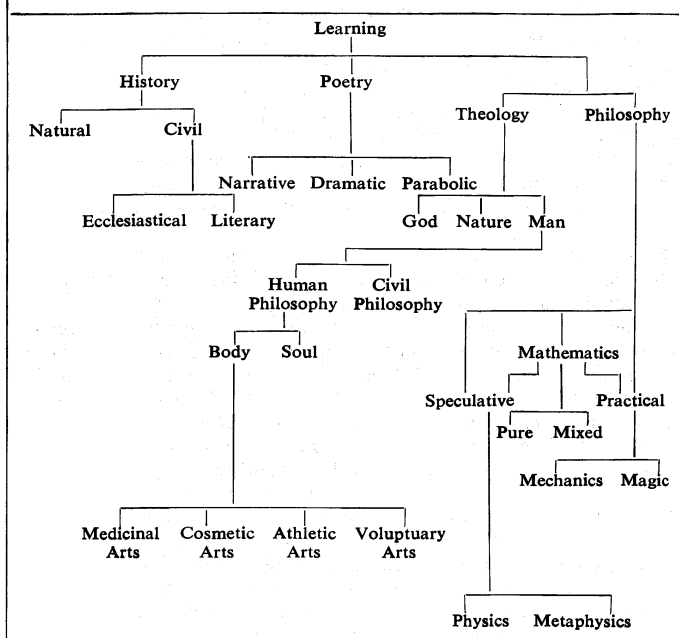 Learning
History Poetry
Theology Philosophy
Natural Civil
Narrative Dramatic Parabolic
Ecclesiastical Literary God Nature Man
Human Civil
Philosophy Philosophy
Body Soul Mathematics
Speculative Practical
Pure Mixed
Mechanics Magic
Medicinal Cosmetic Athletic Voluptuary
Arts Arts Arts Arts
Physics Metaphysics